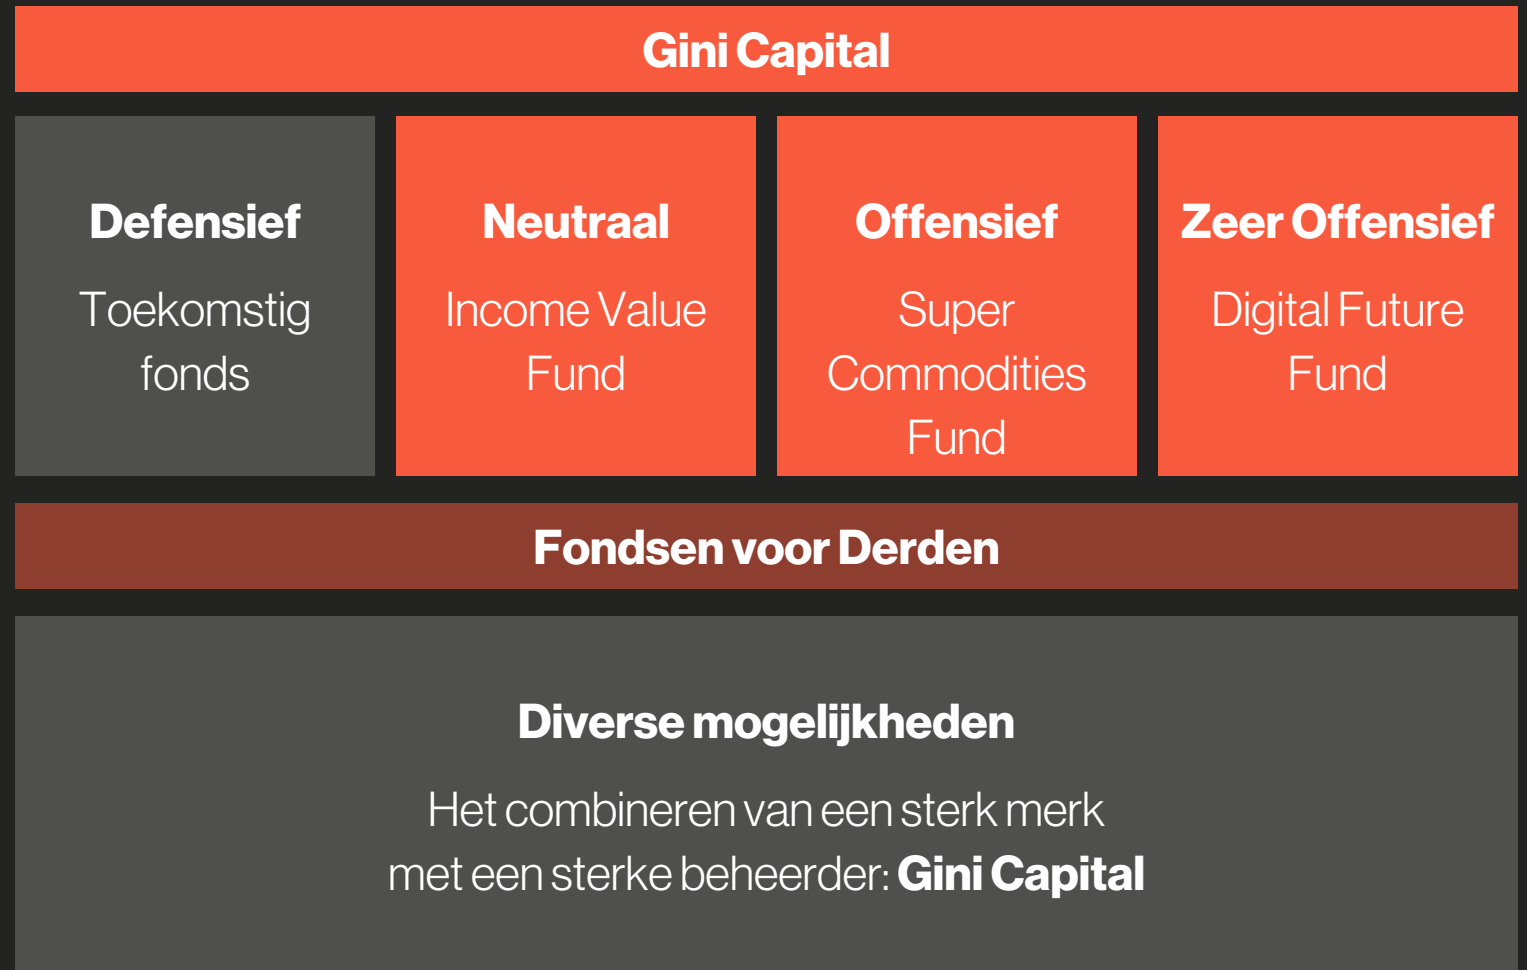 Gini Capital
Defensief
Toekomstig
fonds
Neutraal
Income Value
Fund
Offensief
Super
Commodities
Fund
Zeer Offensief
Digital Future
Fund
Fondsen voor Derden
Diverse mogelijkheden
Het combineren van een sterk merk
met een sterke beheerder: Gini Capital